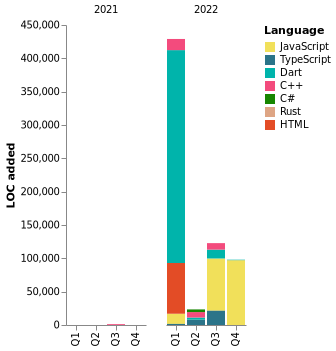 2021 2022
Language
JavaScript
TypeScript
Dart
C++
C#
Rust
HTML
LOC added
450,000
400,000
350,000
300,000
250,000
200,000
150,000
100,000
50,000
0
Q1 Q2 Q3 Q4 Q1 Q2 Q3 Q4